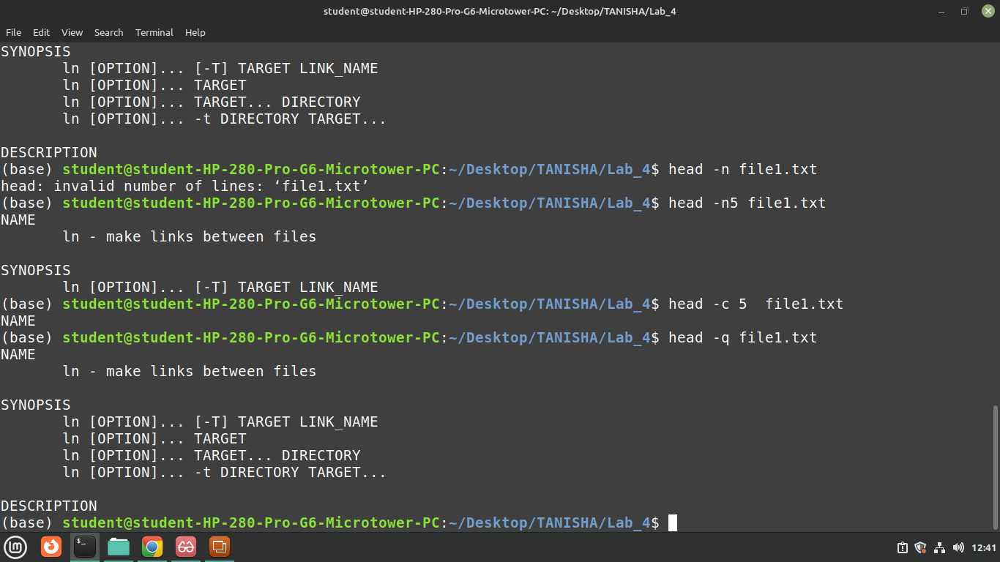 student@student-HP-280-Pro-G6-Microtower-PC: ~/Desktop/TANISHA/Lab_4
File Edit View Search Terminal Help
SYNOPSIS
       ln [OPTION]... [-T] TARGET LINK_NAME
       ln [OPTION]... TARGET
       ln [OPTION]... TARGET... DIRECTORY
       ln [OPTION]... -t DIRECTORY TARGET...
DESCRIPTION
(base) student@student-HP-280-Pro-G6-Microtower-PC:~/Desktop/TANISHA/Lab_4$ head -n file1.txt
head: invalid number of lines: ‘file1.txt’
(base) student@student-HP-280-Pro-G6-Microtower-PC:~/Desktop/TANISHA/Lab_4$ head -n5 file1.txt
NAME
       ln - make links between files
SYNOPSIS
       ln [OPTION]... [-T] TARGET LINK_NAME
(base) student@student-HP-280-Pro-G6-Microtower-PC:~/Desktop/TANISHA/Lab_4$ head -c 5  file1.txt
NAME
(base) student@student-HP-280-Pro-G6-Microtower-PC:~/Desktop/TANISHA/Lab_4$ head -q file1.txt
NAME
       ln - make links between files
SYNOPSIS
       ln [OPTION]... [-T] TARGET LINK_NAME
       ln [OPTION]... TARGET
       ln [OPTION]... TARGET... DIRECTORY
       ln [OPTION]... -t DIRECTORY TARGET...
DESCRIPTION
(base) student@student-HP-280-Pro-G6-Microtower-PC:~/Desktop/TANISHA/Lab_4$
12:41